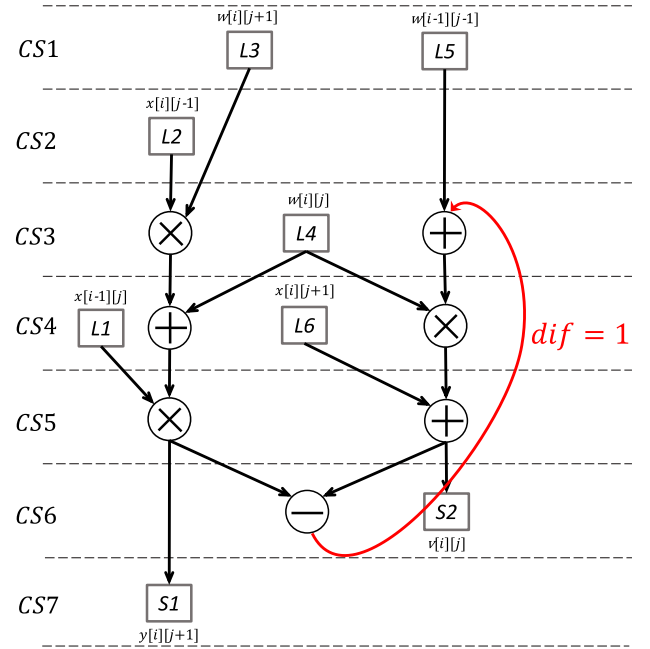 w[i][j+1]
w[i-1][j-1]
CS1
L3
L5
x[i][j-1]
CS2
L2
w[i][j]
CS3
×
L4
+
x[i-1][j]
x[i][j+1]
CS4
L1
+
L6
×
dif = 1
CS5
×
+
CS6
−
S2
v[i][j]
CS7
S1
y[i][j+1]